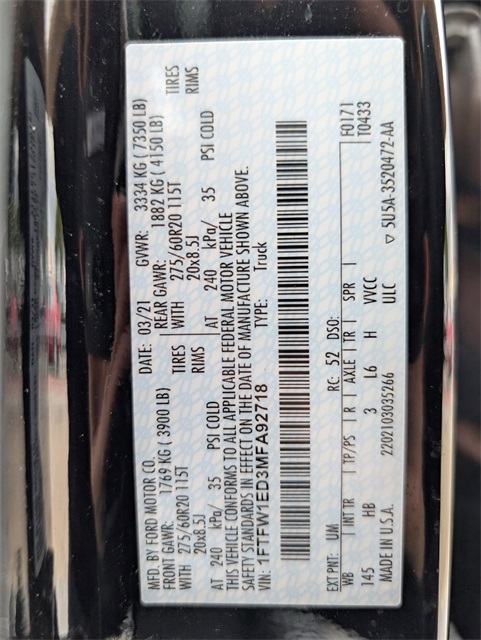 MFD. BY FORD MOTOR CO. DATE: 03/21 GVWR: 3334 KG ( 7350 LB)
FRONT GAWR: 1769 KG ( 3900 LB) REAR GAWR: 1882 KG ( 4150 LB)
WITH 275/60R20 115T TIRES WITH 275/60R20 115T TIRES
20x8.5J RIMS 20x8.5J RIMS
AT 240 kPa/ 35 PSI COLD AT 240 kPa/ 35 PSI COLD
THIS VEHICLE CONFORMS TO ALL APPLICABLE FEDERAL MOTOR VEHICLE
SAFETY STANDARDS IN EFFECT ON THE DATE OF MANUFACTURE SHOWN ABOVE.
VIN: 1FTFW1ED3MFA92718 TYPE: Truck
EXT PNT: UM RC: 52 DSO: F0171
WB INT TR TP/PS R AXLE TR SPR T0433
145 HB 3 L6 H VVCC
MADE IN U.S.A. 2202103035266 ULC ▽ 5U5A-3520472-AA